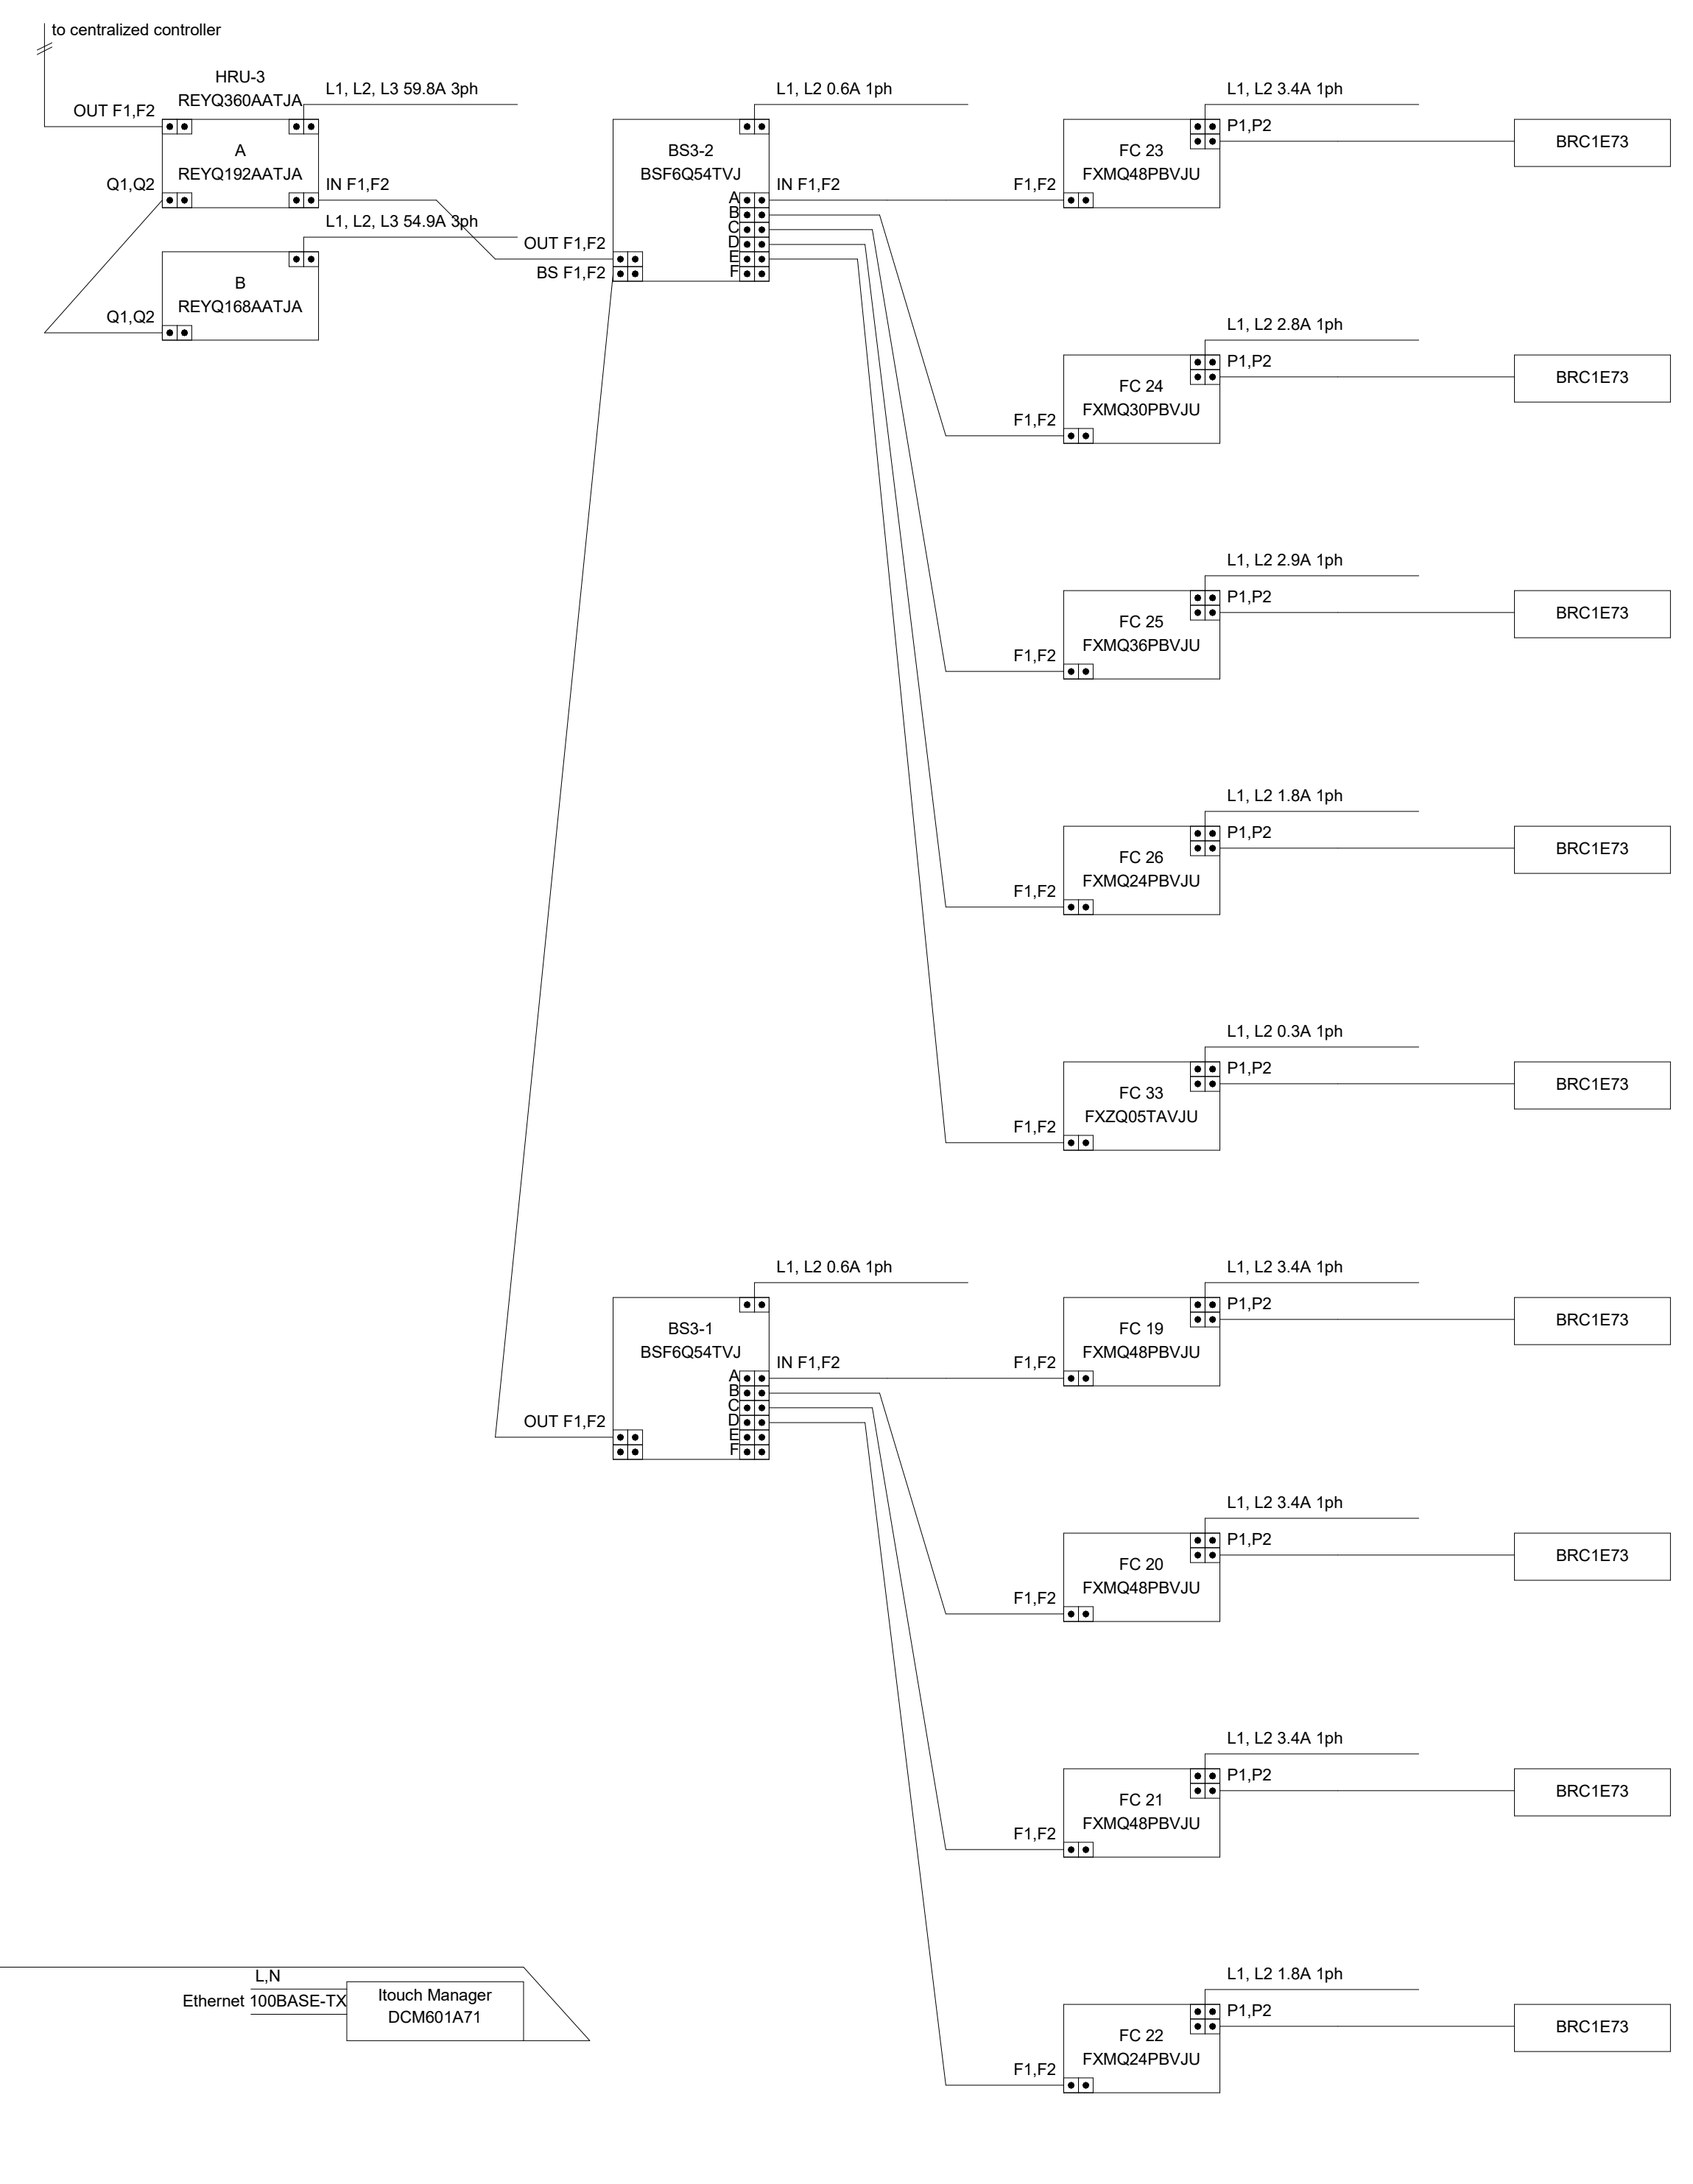 to centralized controller
HRU-3
REYQ360AATJA
L1, L2, L3 59.8A 3ph
OUT F1,F2
A
REYQ192AATJA
Q1,Q2
IN F1,F2
L1, L2, L3 54.9A 3ph
B
REYQ168AATJA
Q1,Q2
L1, L2 0.6A 1ph
BS3-2
BSF6Q54TVJ
IN F1,F2
A
B
C
D
E
F
OUT F1,F2
BS F1,F2
L1, L2 3.4A 1ph
P1,P2
FC 23
FXMQ48PBVJU
F1,F2
BRC1E73
L1, L2 2.8A 1ph
P1,P2
FC 24
FXMQ30PBVJU
F1,F2
BRC1E73
L1, L2 2.9A 1ph
P1,P2
FC 25
FXMQ36PBVJU
F1,F2
BRC1E73
L1, L2 1.8A 1ph
P1,P2
FC 26
FXMQ24PBVJU
F1,F2
BRC1E73
L1, L2 0.3A 1ph
P1,P2
FC 33
FXZQ05TAVJU
F1,F2
BRC1E73
L1, L2 0.6A 1ph
BS3-1
BSF6Q54TVJ
IN F1,F2
A
B
C
D
E
F
OUT F1,F2
L1, L2 3.4A 1ph
P1,P2
FC 19
FXMQ48PBVJU
F1,F2
BRC1E73
L1, L2 3.4A 1ph
P1,P2
FC 20
FXMQ48PBVJU
F1,F2
BRC1E73
L1, L2 3.4A 1ph
P1,P2
FC 21
FXMQ48PBVJU
F1,F2
BRC1E73
L1, L2 1.8A 1ph
P1,P2
FC 22
FXMQ24PBVJU
F1,F2
BRC1E73
L,N
Ethernet 100BASE-TX
Itouch Manager
DCM601A71